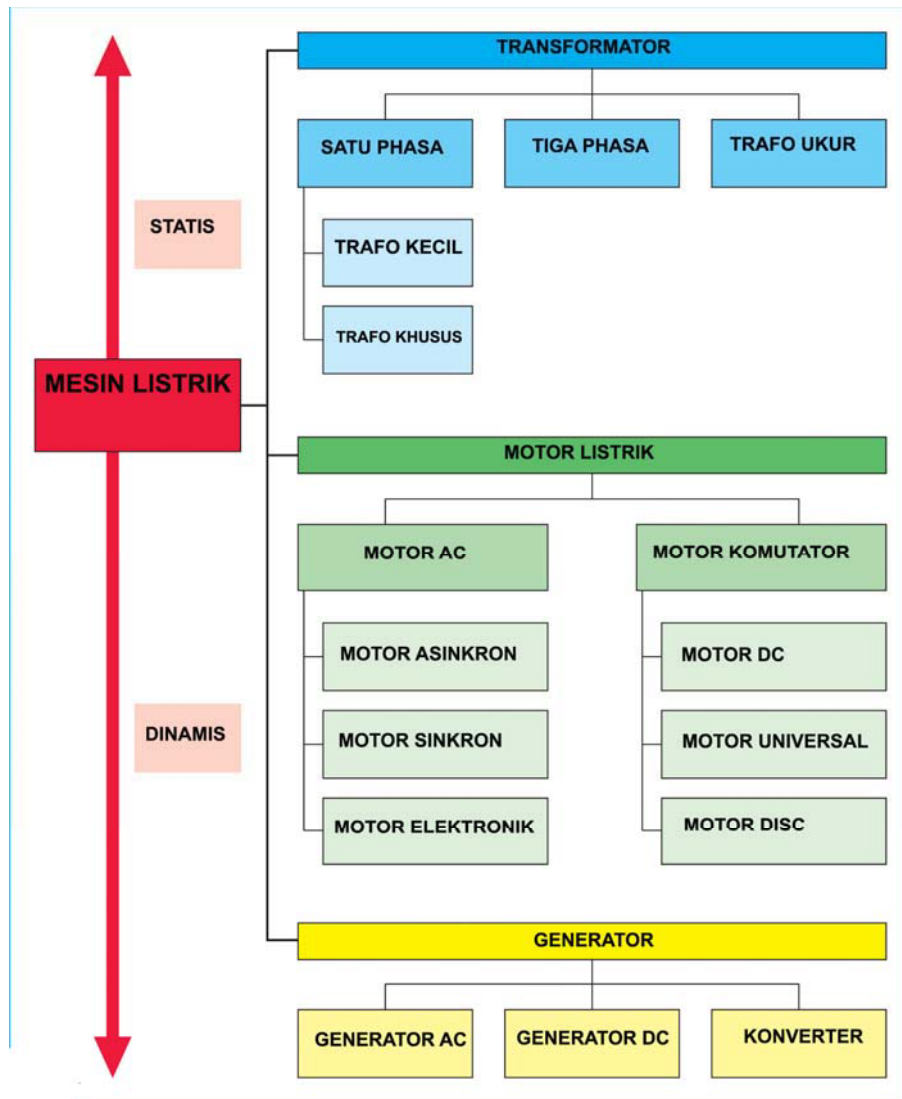 TRANSFORMATOR
SATU PHASA
TIGA PHASA
TRAFO UKUR
STATIS
TRAFO KECIL
TRAFO KHUSUS
MESIN LISTRIK
MOTOR LISTRIK
MOTOR AC
MOTOR KOMUTATOR
MOTOR ASINKRON
MOTOR DC
DINAMIS
MOTOR SINKRON
MOTOR UNIVERSAL
MOTOR ELEKTRONIK
MOTOR DISC
GENERATOR
GENERATOR AC
GENERATOR DC
KONVERTER